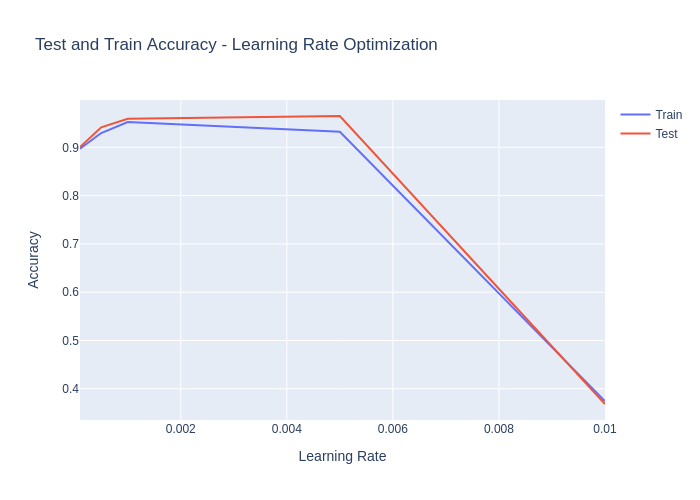 Test and Train Accuracy - Learning Rate Optimization
Train
Test
0.9
0.8
0.7
0.6
0.5
0.4
Accuracy
0.002
0.004
0.006
0.008
0.01
Learning Rate